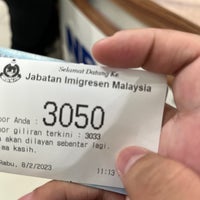 Selamat Datang Ke
Jabatan Imigresen Malaysia
3050
Anda :
giliran terkini : 3033
akan dilayan sebentar lagi.
kasih.
Rabu, 8/2/2023 11:13